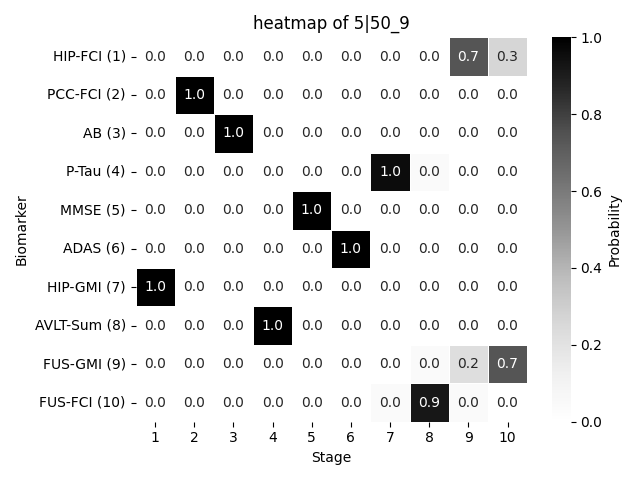 heatmap of 5|50_9
HIP-FCI (1) 0.0 0.0 0.0 0.0 0.0 0.0 0.0 0.0 0.7 0.3
PCC-FCI (2) 0.0 1.0 0.0 0.0 0.0 0.0 0.0 0.0 0.0 0.0
AB (3) 0.0 0.0 1.0 0.0 0.0 0.0 0.0 0.0 0.0 0.0
P-Tau (4) 0.0 0.0 0.0 0.0 0.0 0.0 1.0 0.0 0.0 0.0
MMSE (5) 0.0 0.0 0.0 0.0 1.0 0.0 0.0 0.0 0.0 0.0
ADAS (6) 0.0 0.0 0.0 0.0 0.0 1.0 0.0 0.0 0.0 0.0
HIP-GMI (7) 1.0 0.0 0.0 0.0 0.0 0.0 0.0 0.0 0.0 0.0
AVLT-Sum (8) 0.0 0.0 0.0 1.0 0.0 0.0 0.0 0.0 0.0 0.0
FUS-GMI (9) 0.0 0.0 0.0 0.0 0.0 0.0 0.0 0.0 0.2 0.7
FUS-FCI (10) 0.0 0.0 0.0 0.0 0.0 0.0 0.0 0.9 0.0 0.0
1 2 3 4 5 6 7 8 9 10
Stage
Biomarker
1.0
0.8
0.6
0.4
0.2
0.0
Probability